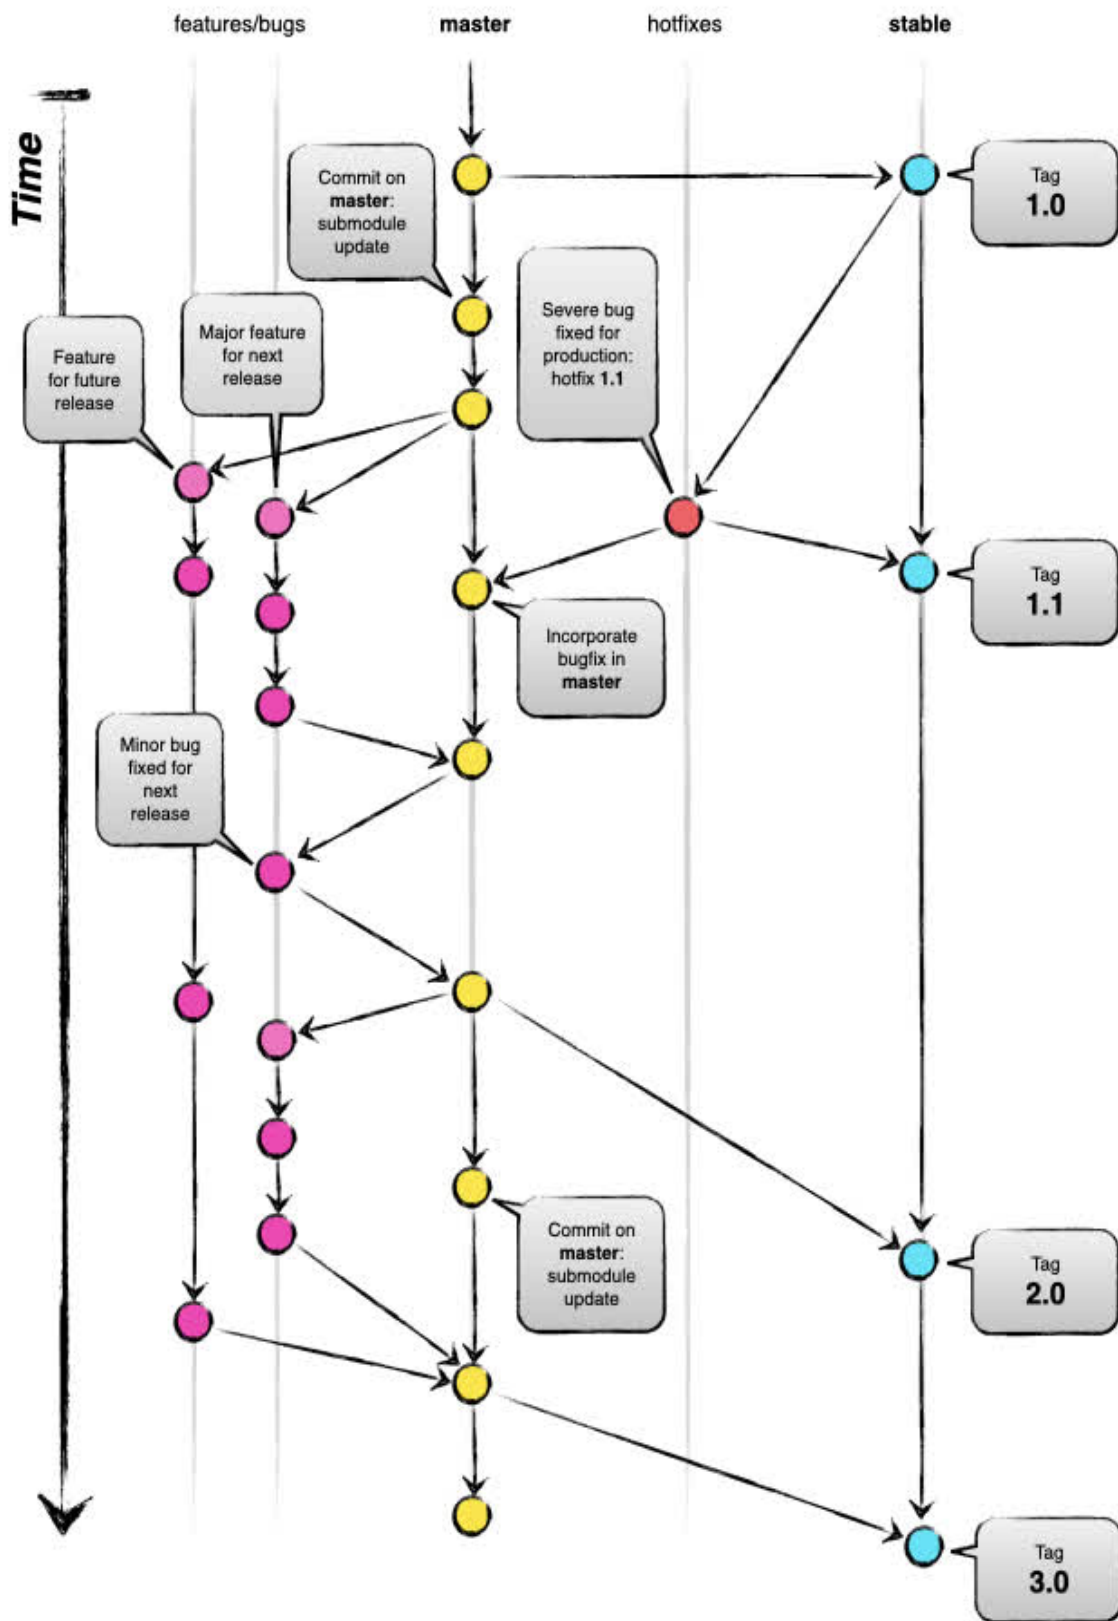 features/bugs
master
hotfixes
stable
Time
Tag
1.0
Commit on
master:
submodule
update
Severe bug
fixed for
production:
hotfix 1.1
Major feature
for next
release
Feature
for future
release
Tag
1.1
Incorporate
bugfix in
master
Minor bug
fixed for
next
release
Commit on
master:
submodule
update
Tag
2.0
Tag
3.0